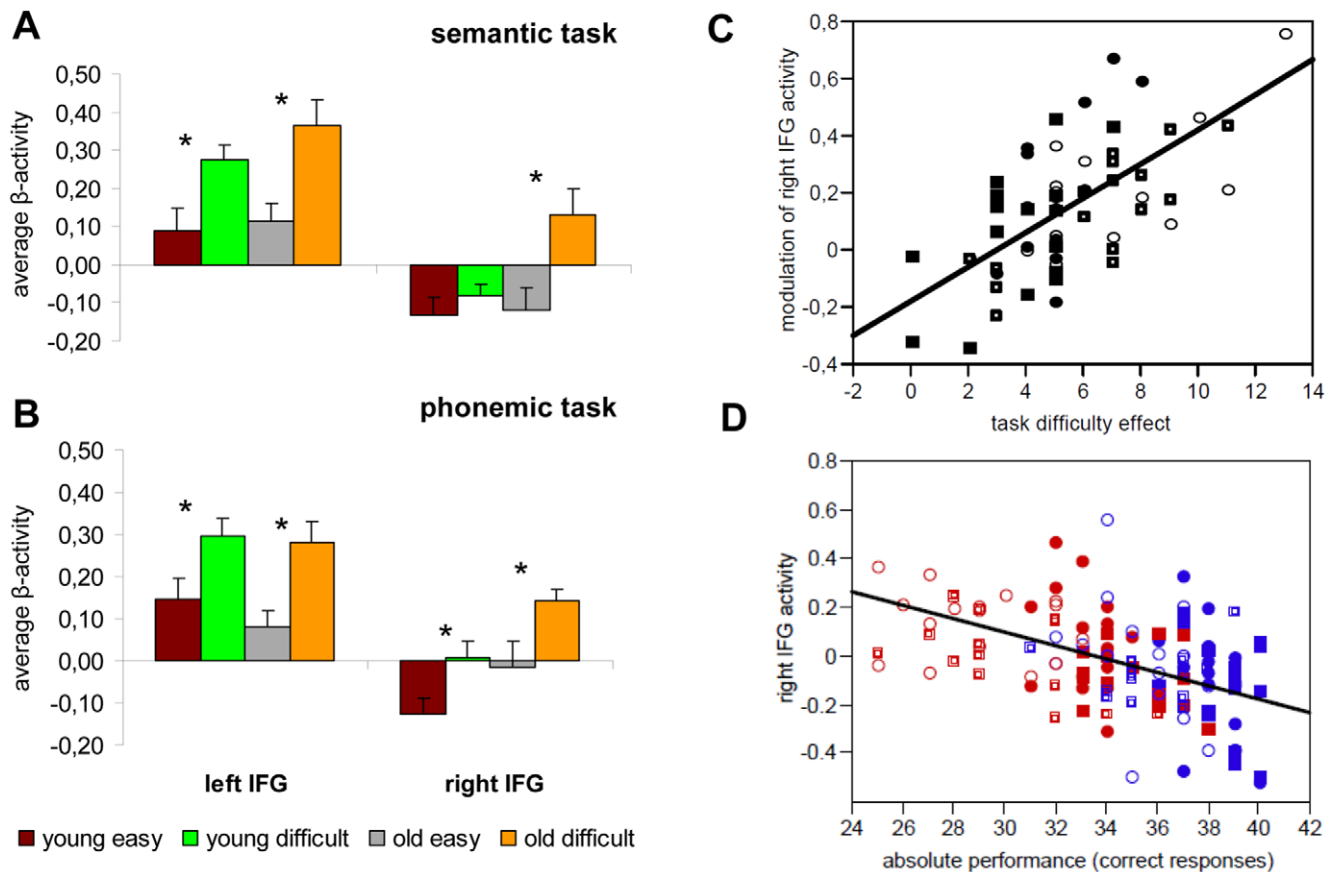 A
semantic task
0,50
0,40
0,30
0,20
0,10
0,00
-0,10
-0,20
average β-activity
*
*
*
B
phonemic task
0,50
0,40
0,30
0,20
0,10
0,00
-0,10
-0,20
average β-activity
*
*
*
*
left IFG
right IFG
young easy
young difficult
old easy
old difficult
C
0,8
0,6
0,4
0,2
0
-0,2
-0,4
modulation of right IFG activity
-2 0 2 4 6 8 10 12 14
task difficulty effect
D
0.8
0.6
0.4
0.2
0
-0.2
-0.4
right IFG activity
24 26 28 30 32 34 36 38 40 42
absolute performance (correct responses)